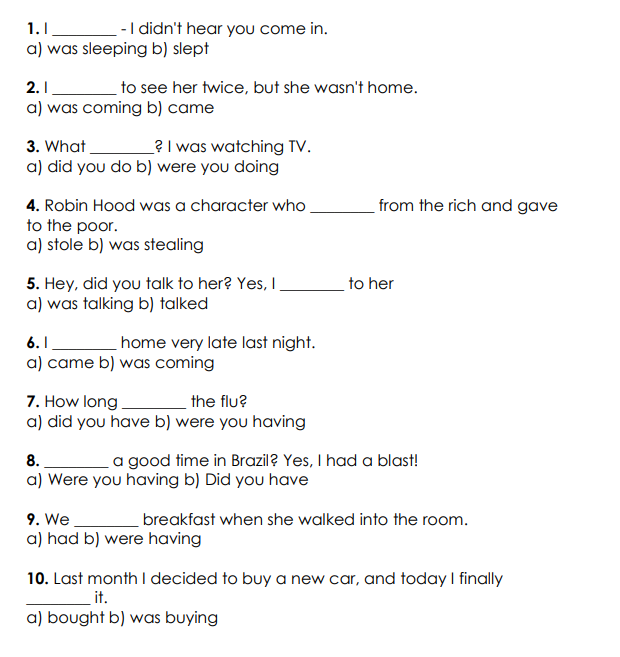 1. I ________ - I didn't hear you come in.
a) was sleeping b) slept
2. I ________ to see her twice, but she wasn't home.
a) was coming b) came
3. What ________? I was watching TV.
a) did you do b) were you doing
4. Robin Hood was a character who ________ from the rich and gave
to the poor.
a) stole b) was stealing
5. Hey, did you talk to her? Yes, I ________ to her
a) was talking b) talked
6. I ________ home very late last night.
a) came b) was coming
7. How long ________ the flu?
a) did you have b) were you having
8. ________ a good time in Brazil? Yes, I had a blast!
a) Were you having b) Did you have
9. We ________ breakfast when she walked into the room.
a) had b) were having
10. Last month I decided to buy a new car, and today I finally
________ it.
a) bought b) was buying